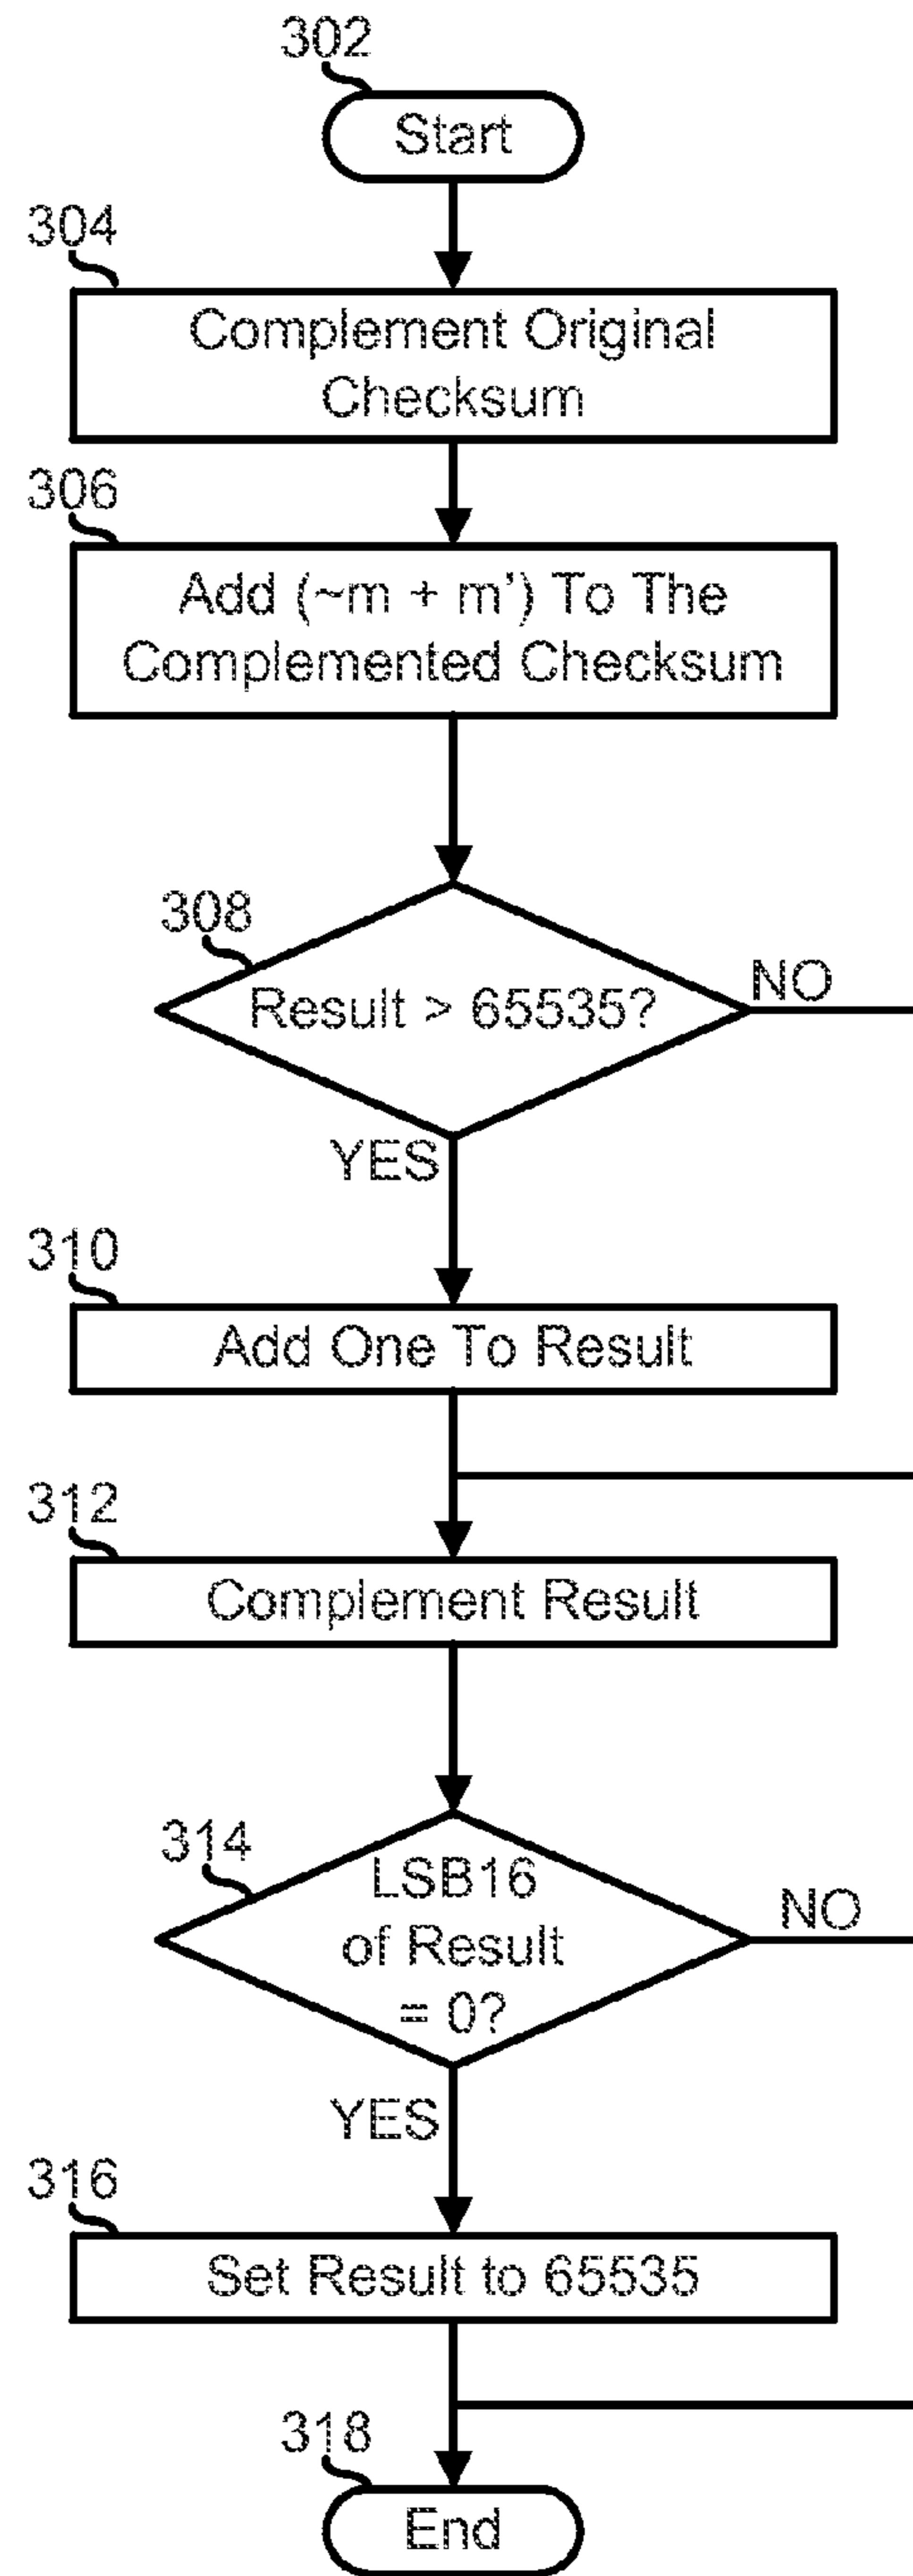 302
Start
304
Complement Original
Checksum
306
Add (~m + m') To The
Complemented Checksum
308
Result > 65535?
NO
YES
310
Add One To Result
312
Complement Result
314
LSB16
of Result
= 0?
NO
YES
316
Set Result to 65535
318
End